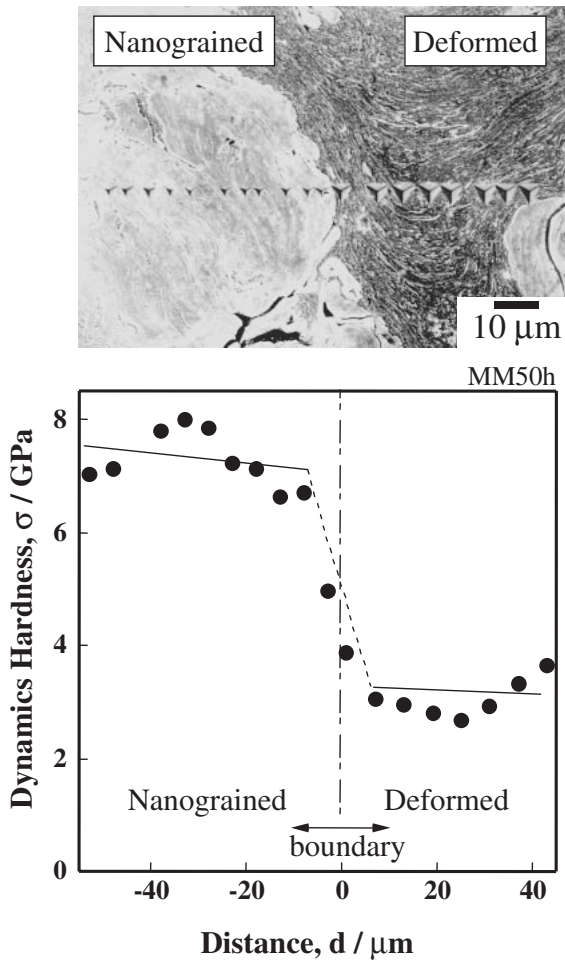 Nanograined Deformed
10 μm
MM50h
8
6
4
2
0
Dynamics Hardness, σ / GPa
Nanograined Deformed
boundary
-40 -20 0 20 40
Distance, d / μm